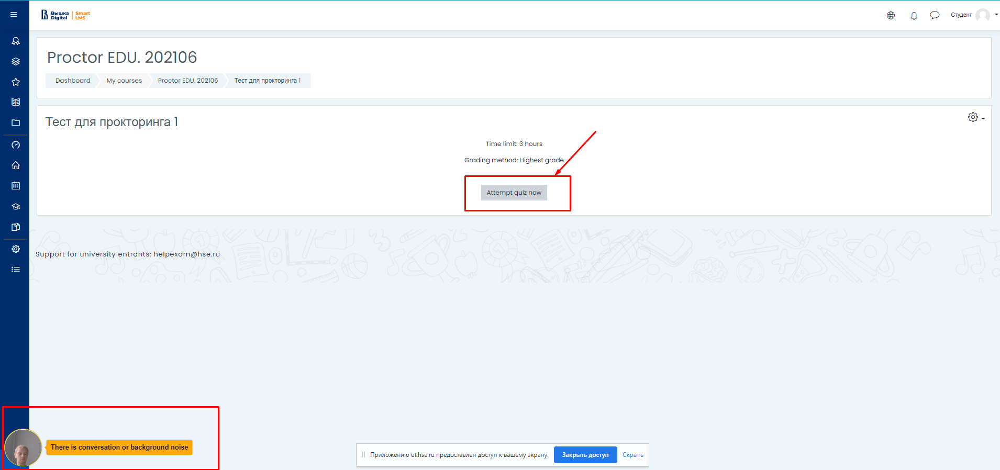 Вышка
Digital
Smart
LMS
Студент
Proctor EDU. 202106
Dashboard
My courses
Proctor EDU. 202106
Тест для прокторинга 1
Тест для прокторинга 1
Time limit: 3 hours
Grading method: Highest grade
Attempt quiz now
Support for university entrants: helpexam@hse.ru
There is conversation or background noise
Приложению et.hse.ru предоставлен доступ к вашему экрану.
Закрыть доступ
Скрыть